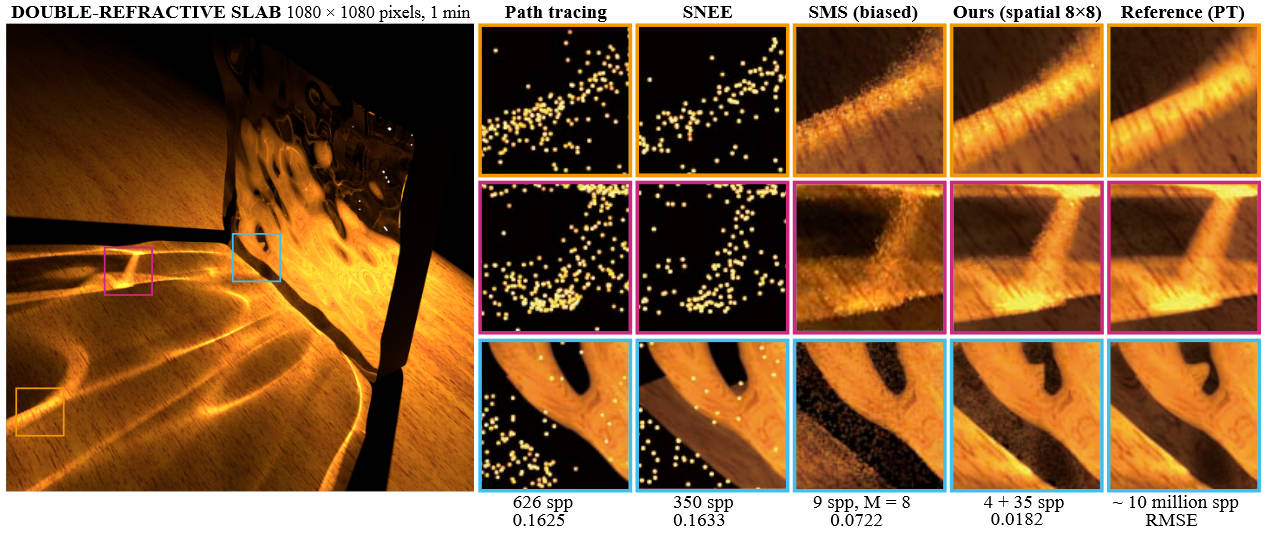 DOUBLE-REFRACTIVE SLAB 1080 × 1080 pixels, 1 min
Path tracing
SNEE
SMS (biased)
Ours (spatial 8×8)
Reference (PT)
626 spp
0.1625
350 spp
0.1633
9 spp, M = 8
0.0722
4 + 35 spp
0.0182
~ 10 million spp
RMSE